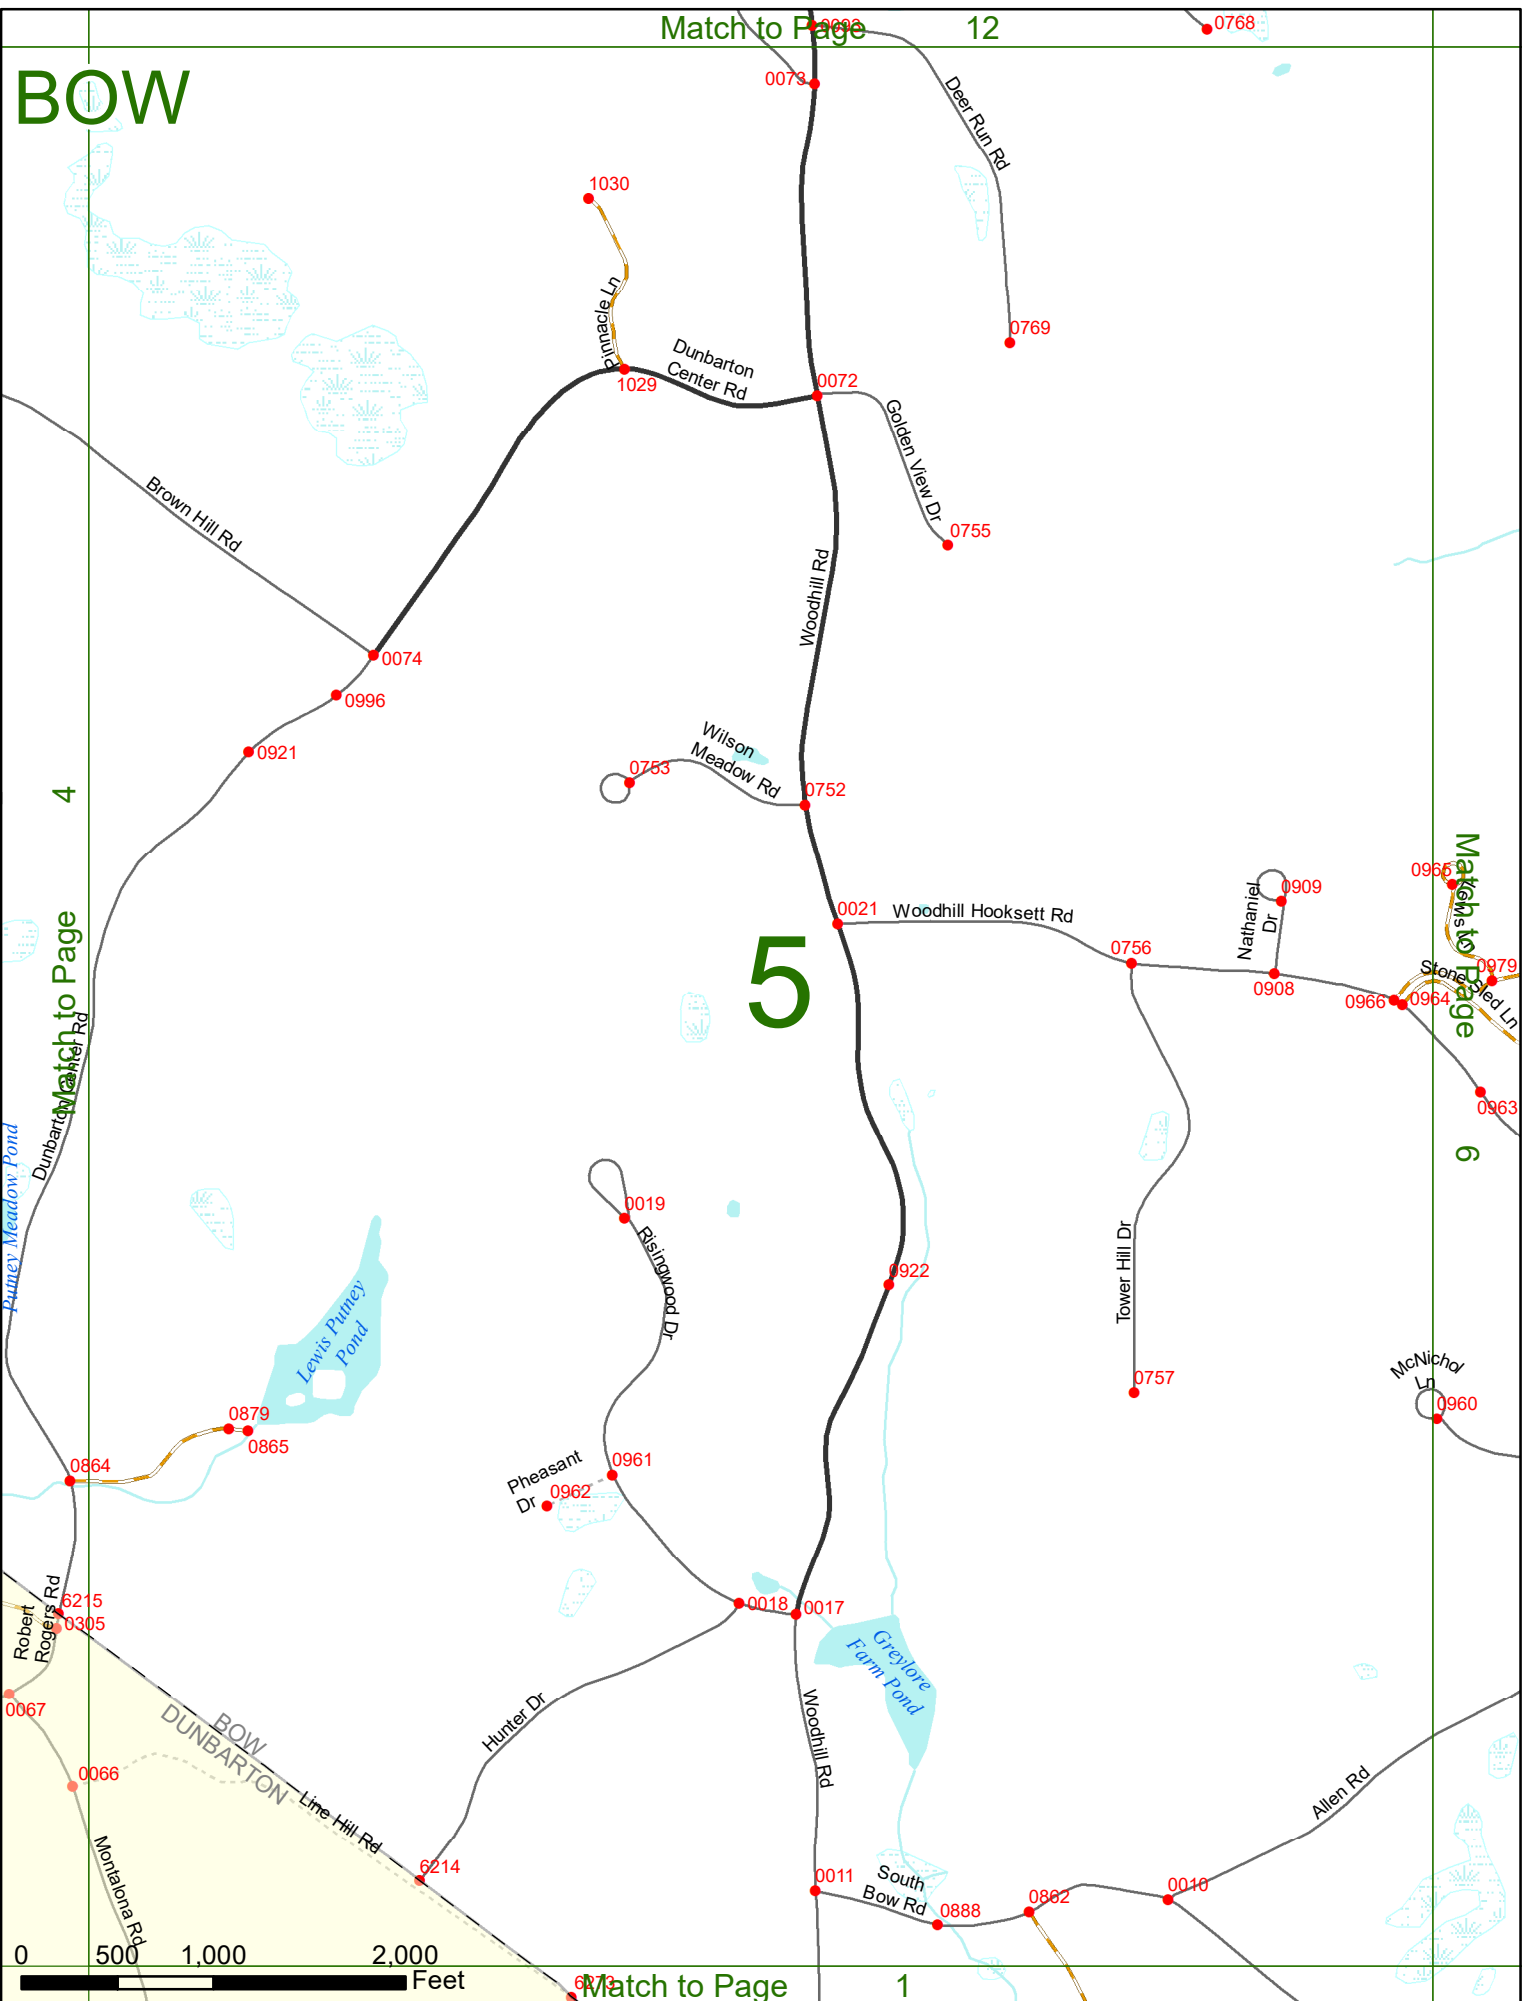 Match to Page 12
0093
0768
BOW
0073
Deer Run Rd
1030
Pinnacle Ln
0769
Dunbarton
Center Rd
1029
0072
Golden View Dr
0755
Brown Hill Rd
Woodhill Rd
0074
0996
0921
Wilson
Meadow Rd
0753
0752
4
Match to Page
Match to Page
6
0965
0909
Nathaniel
Dr
0021
Woodhill Hooksett Rd
5
0756
0908
0979
Stone Sled Ln
0966
0964
0963
Dunbarton Center Rd
Putney Meadow Pond
0019
Risingwood Dr
Tower Hill Dr
0922
Lewis Putney
Pond
McNichol
Ln
0757
0960
0879
0865
0864
0961
Pheasant
Dr
0962
6215
0305
Robert
Rogers Rd
0018
0017
Greylore
Farm Pond
0067
BOW
DUNBARTON
Hunter Dr
Woodhill Rd
0066
Line Hill Rd
Allen Rd
Montalona Rd
6214
0011
South
Bow Rd
0888
0862
0010
0 500 1,000 2,000
Feet
6273
Match to Page 1